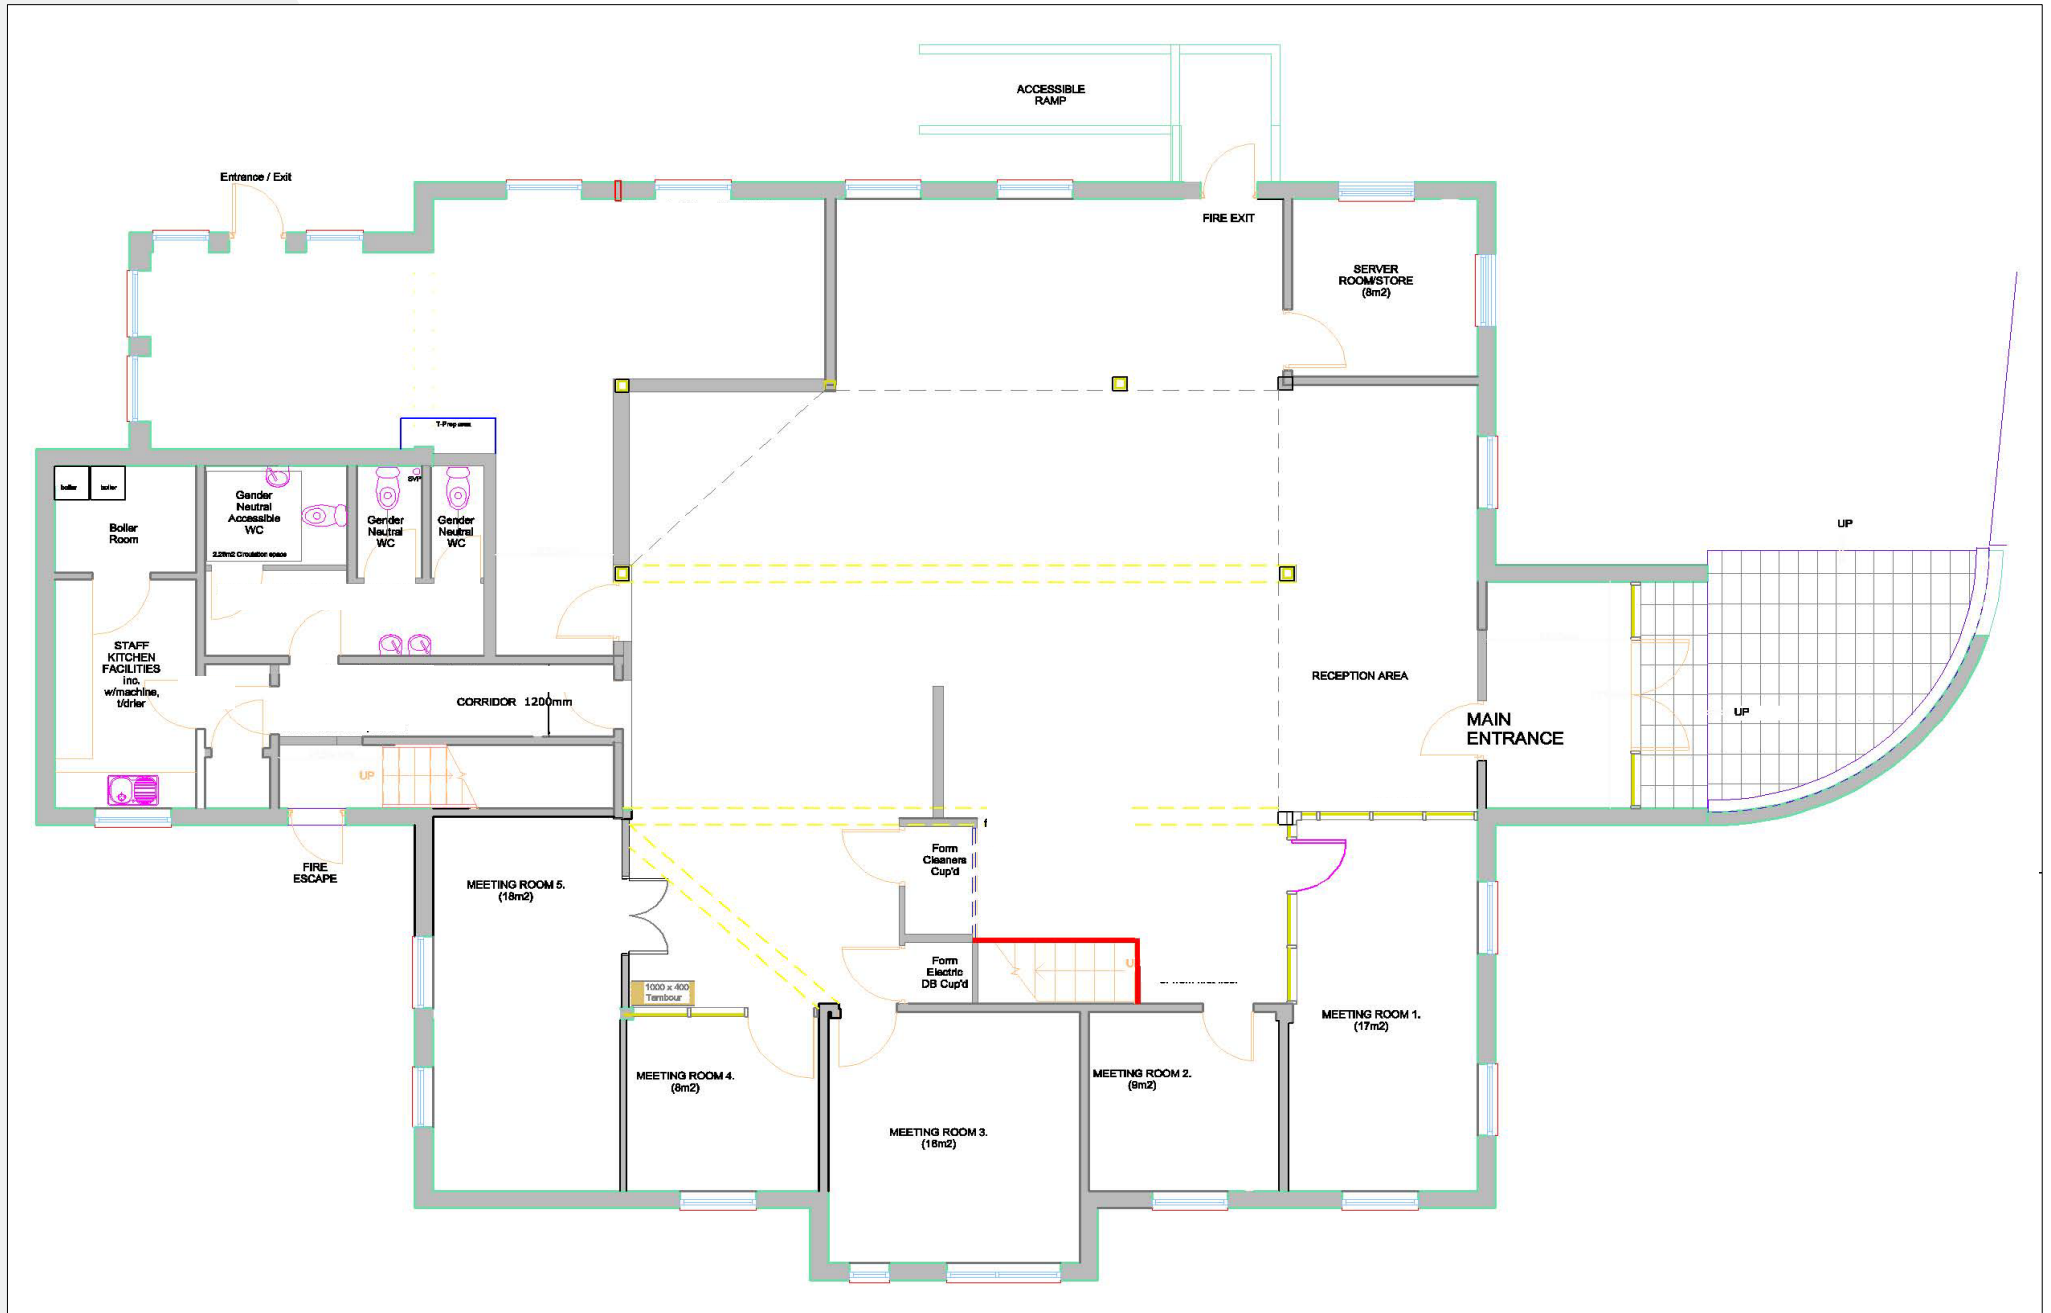 ACCESSIBLE
RAMP
Entrance / Exit
FIRE EXIT
SERVER
ROOM/STORE
(8m2)
T-Prep area
boiler
boiler
Boiler
Room
Gender
Neutral
Accessible
WC
2.28m2 Circulation space
SVP
Gender
Neutral
WC
Gender
Neutral
WC
UP
STAFF
KITCHEN
FACILITIES
inc.
w/machine,
t/drier
CORRIDOR 1200mm
RECEPTION AREA
MAIN
ENTRANCE
UP
UP
FIRE
ESCAPE
f
Form
Cleaners
Cup'd
MEETING ROOM 5.
(18m2)
Form
Electric
DB Cup'd
U
1000 x 400
Tambour
MEETING ROOM 1.
(17m2)
MEETING ROOM 4.
(8m2)
MEETING ROOM 2.
(9m2)
MEETING ROOM 3.
(16m2)